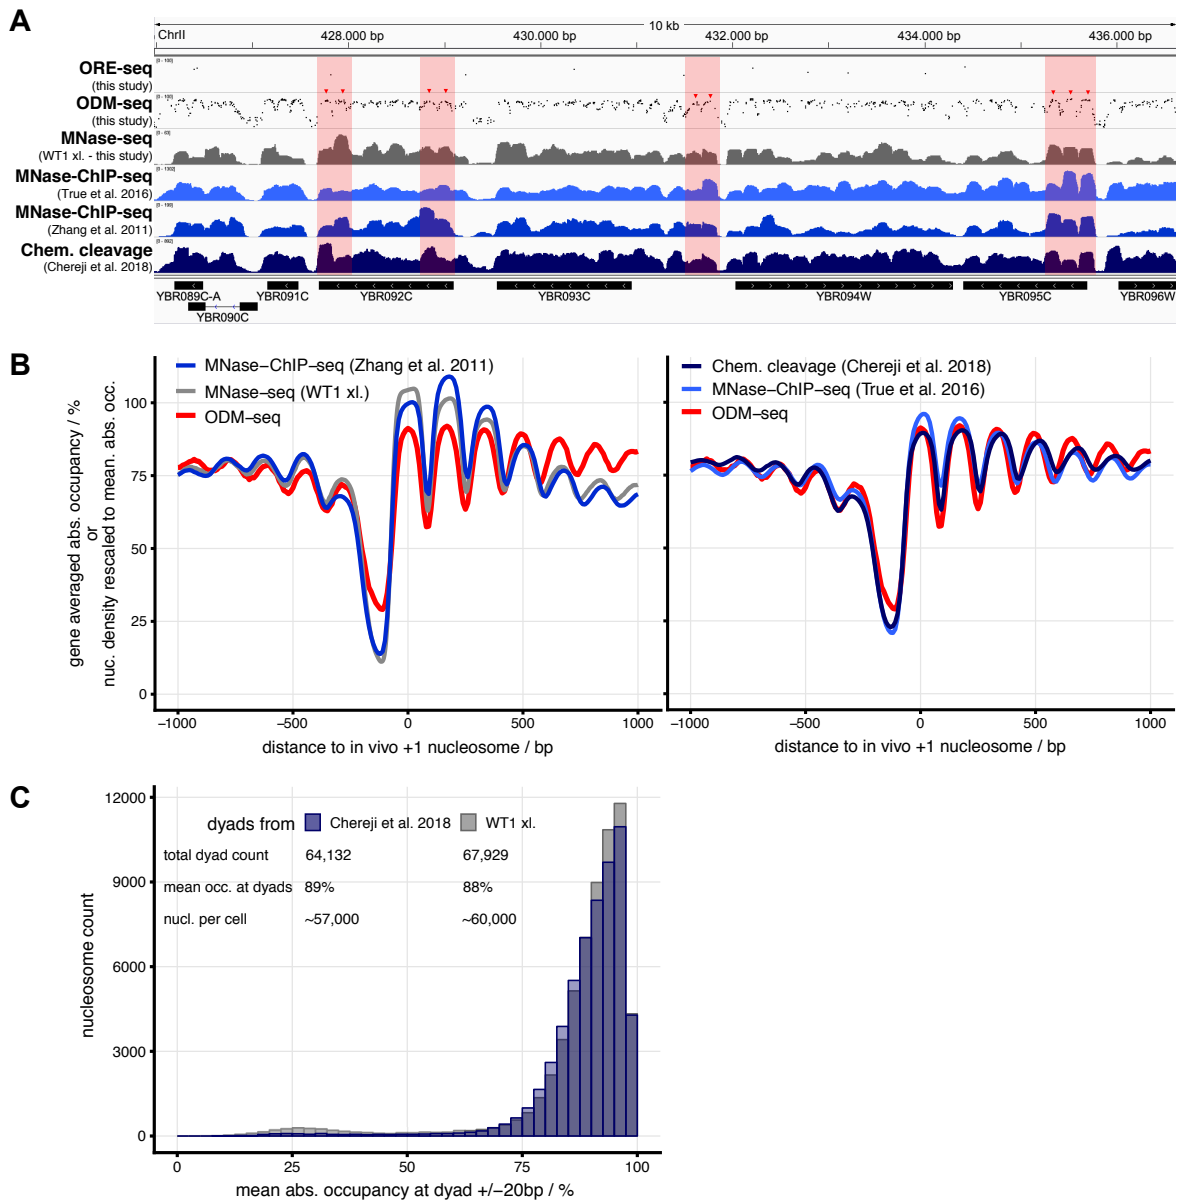 A
10 kb
ChrII
428.000 bp
430.000 bp
432.000 bp
434.000 bp
436.000 bp
ORE-seq
(this study)
[0 - 100]
ODM-seq
(this study)
[0 - 100]
MNase-seq
(WT1 xl. - this study)
MNase-ChIP-seq
(True et al. 2016)
MNase-ChIP-seq
(Zhang et al. 2011)
Chem. cleavage
(Chereji et al. 2018)
YBR089C-A
YBR091C
YBR092C
YBR093C
YBR094W
YBR095C
YBR096W
YBR090C
B
gene averaged abs. occupancy / %
or
nuc. density rescaled to mean. abs. occ.
MNase−ChIP−seq (Zhang et al. 2011)
MNase−seq (WT1 xl.)
ODM−seq
100
75
50
25
0
−1000
−500
0
500
1000
distance to in vivo +1 nucleosome / bp
Chem. cleavage (Chereji et al. 2018)
MNase−ChIP−seq (True et al. 2016)
ODM−seq
−1000
−500
0
500
1000
distance to in vivo +1 nucleosome / bp
C
nucleosome count
12000
9000
6000
3000
0
dyads from Chereji et al. 2018 WT1 xl.
total dyad count 64,132 67,929
mean occ. at dyads 89% 88%
nucl. per cell ~57,000 ~60,000
0
25
50
75
100
mean abs. occupancy at dyad +/−20bp / %